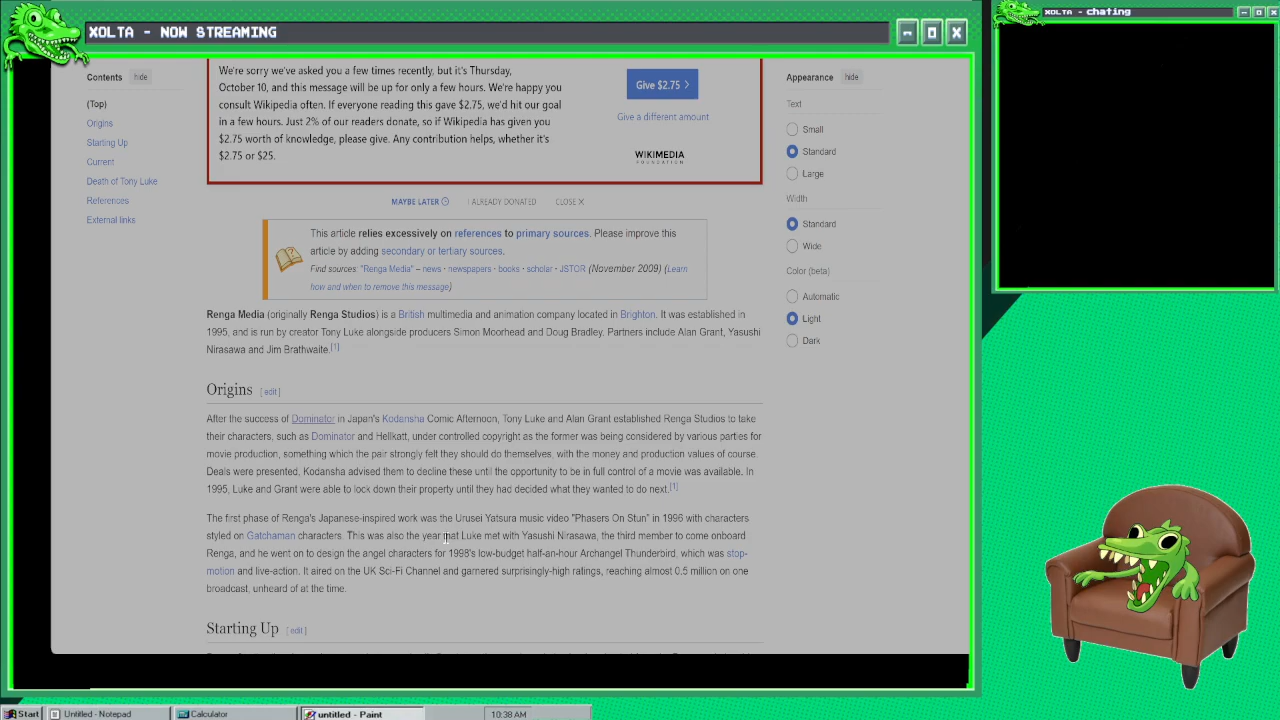 XOLTA - NOW STREAMING
XOLTA - chating
Contents hide
(Top)
Origins
Starting Up
Current
Death of Tony Luke
References
External links
We're sorry we've asked you a few times recently, but it's Thursday,
October 10, and this message will be up for only a few hours. We're happy you
consult Wikipedia often. If everyone reading this gave $2.75, we'd hit our goal
in a few hours. Just 2% of our readers donate, so if Wikipedia has given you
$2.75 worth of knowledge, please give. Any contribution helps, whether it's
$2.75 or $25.
Give $2.75
Give a different amount
WIKIMEDIA
FOUNDATION
MAYBE LATER I ALREADY DONATED CLOSE
Appearance hide
Text
Small
Standard
Large
Width
Standard
Wide
Color (beta)
Automatic
Light
Dark
This article relies excessively on references to primary sources. Please improve this
article by adding secondary or tertiary sources.
Find sources: "Renga Media" – news · newspapers · books · scholar · JSTOR (November 2009) (Learn
how and when to remove this message)
Renga Media (originally Renga Studios) is a British multimedia and animation company located in Brighton. It was established in
1995, and is run by creator Tony Luke alongside producers Simon Moorhead and Doug Bradley. Partners include Alan Grant, Yasushi
Nirasawa and Jim Brathwaite.[1]
Origins [ edit ]
After the success of Dominator in Japan's Kodansha Comic Afternoon, Tony Luke and Alan Grant established Renga Studios to take
their characters, such as Dominator and Hellkatt, under controlled copyright as the former was being considered by various parties for
movie production, something which the pair strongly felt they should do themselves, with the money and production values of course.
Deals were presented, Kodansha advised them to decline these until the opportunity to be in full control of a movie was available. In
1995, Luke and Grant were able to lock down their property until they had decided what they wanted to do next.[1]
The first phase of Renga's Japanese-inspired work was the Urusei Yatsura music video "Phasers On Stun" in 1996 with characters
styled on Gatchaman characters. This was also the year that Luke met with Yasushi Nirasawa, the third member to come onboard
Renga, and he went on to design the angel characters for 1998's low-budget half-an-hour Archangel Thunderbird, which was stop-
motion and live-action. It aired on the UK Sci-Fi Channel and garnered surprisingly-high ratings, reaching almost 0.5 million on one
broadcast, unheard of at the time.
Starting Up [ edit ]
Start Untitled - Notepad Calculator untitled - Paint 10:38 AM